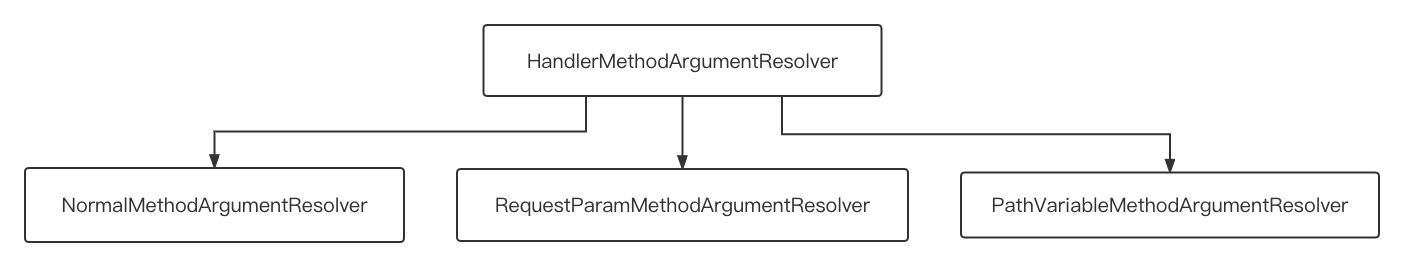 HandlerMethodArgumentResolver
NormalMethodArgumentResolver
RequestParamMethodArgumentResolver
PathVariableMethodArgumentResolver